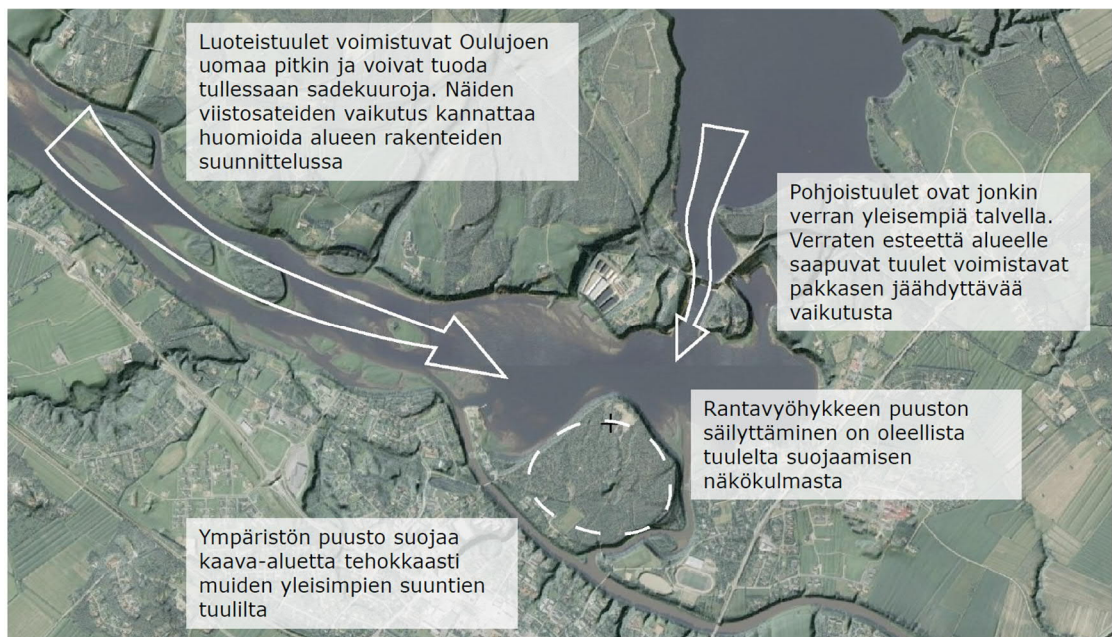 Luoteistuulet voimistuvat Oulujoen
uomaa pitkin ja voivat tuoda
tullessaan sadekuuroja. Näiden
viistosateiden vaikutus kannattaa
huomioida alueen rakenteiden
suunnittelussa
Pohjoistuulet ovat jonkin
verran yleisempiä talvella.
Verraten esteettä alueelle
saapuvat tuulet voimistavat
pakkasen jäähdyttävää
vaikutusta
Rantavyöhykkeen puuston
säilyttäminen on oleellista
tuulelta suojaamisen
näkökulmasta
Ympäristön puusto suojaa
kaava-aluetta tehokkaasti
muiden yleisimpien suuntien
tuulilta